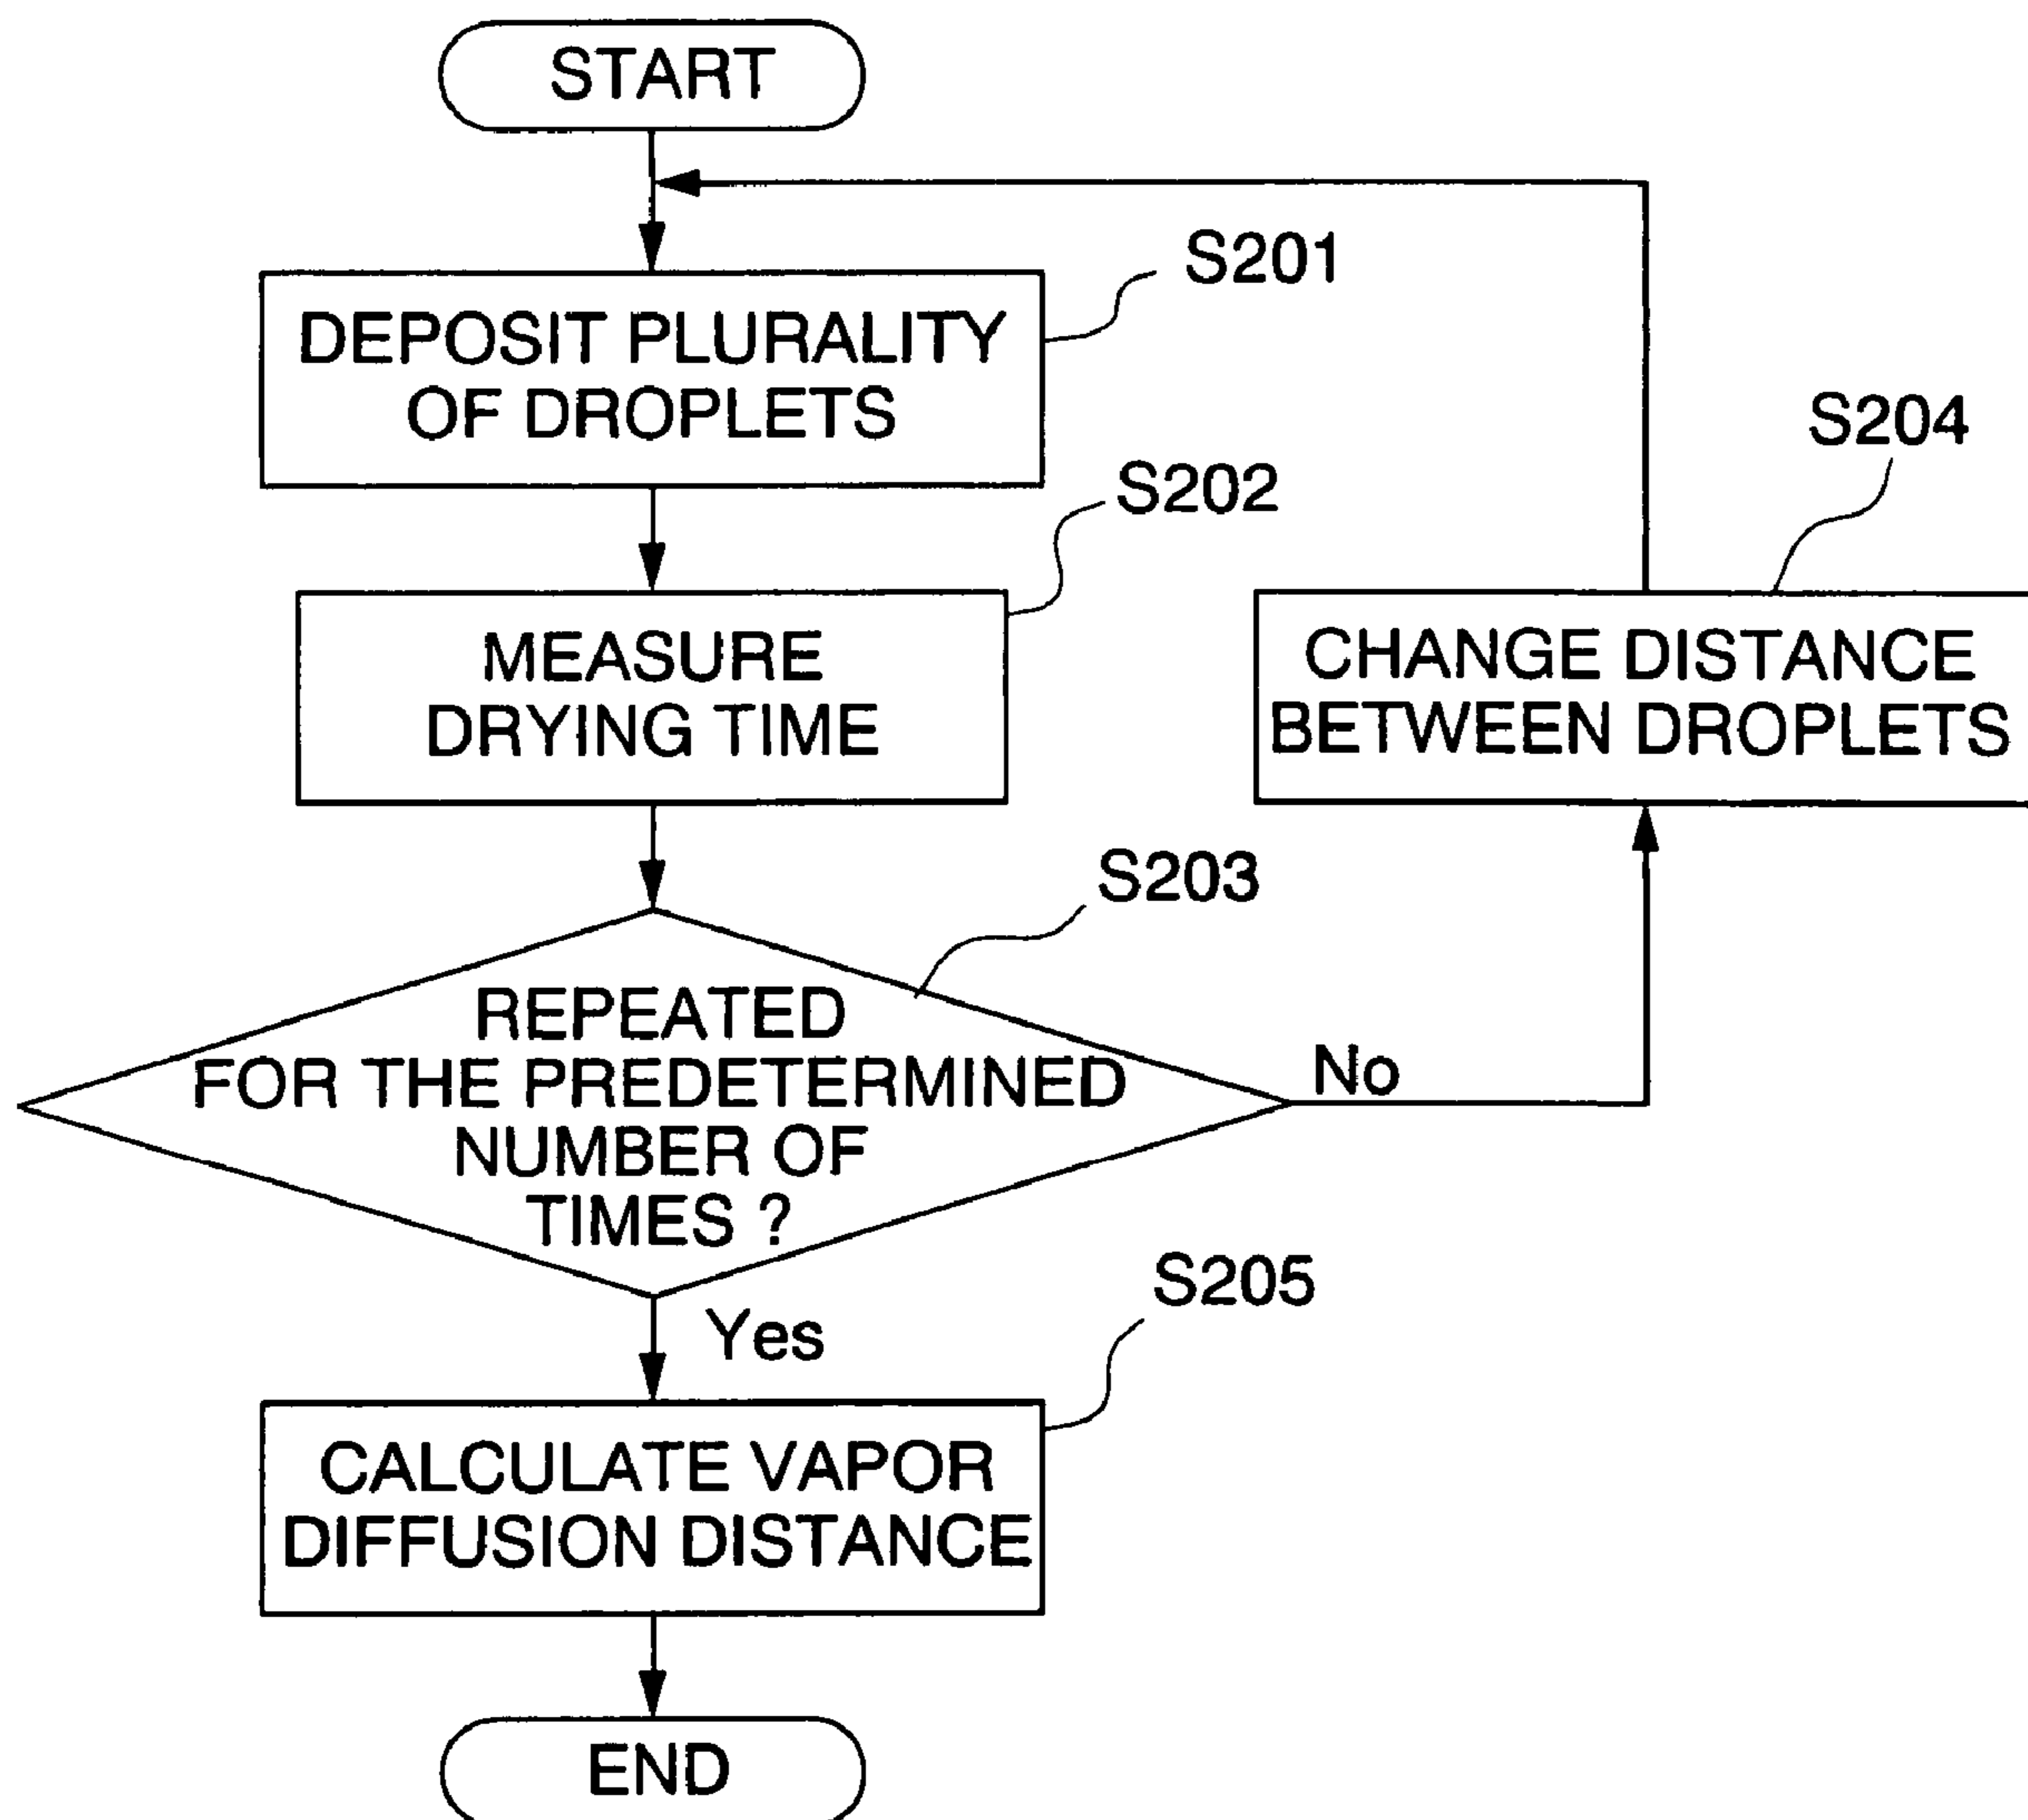 START
S201
DEPOSIT PLURALITY
OF DROPLETS
S202
MEASURE
DRYING TIME
S204
CHANGE DISTANCE
BETWEEN DROPLETS
S203
REPEATED
FOR THE PREDETERMINED
NUMBER OF
TIMES ?
No
Yes
S205
CALCULATE VAPOR
DIFFUSION DISTANCE
END